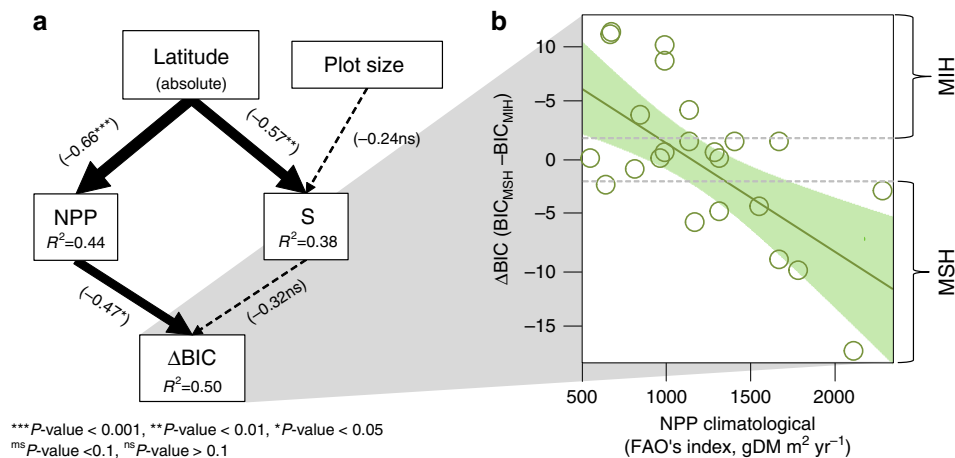 a
Latitude
(absolute)
Plot size
(−0.66***)
(−0.57**)
(−0.24ns)
NPP
R²=0.44
S
R²=0.38
(−0.47*)
(−0.32ns)
ΔBIC
R²=0.50
***P-value < 0.001, **P-value < 0.01, *P-value < 0.05
ᵐˢP-value <0.1, ⁿˢP-value > 0.1
b
ΔBIC (BIC_MSH −BIC_MIH)
10
−5
0
−5
−10
−15
500
1000
1500
2000
NPP climatological
(FAO's index, gDM m² yr⁻¹)
MIH
MSH